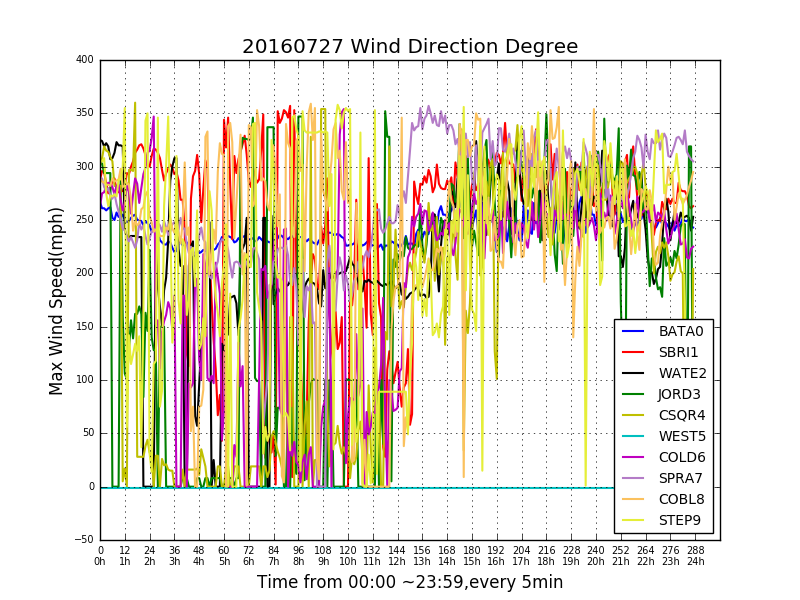 20160727 Wind Direction Degree
Max Wind Speed(mph)
400
350
300
250
200
150
100
50
0
−50
BATA0
SBRI1
WATE2
JORD3
CSQR4
WEST5
COLD6
SPRA7
COBL8
STEP9
0 12 24 36 48 60 72 84 96 108 120 132 144 156 168 180 192 204 216 228 240 252 264 276 288
0h 1h 2h 3h 4h 5h 6h 7h 8h 9h 10h 11h 12h 13h 14h 15h 16h 17h 18h 19h 20h 21h 22h 23h 24h
Time from 00:00 ~23:59,every 5min